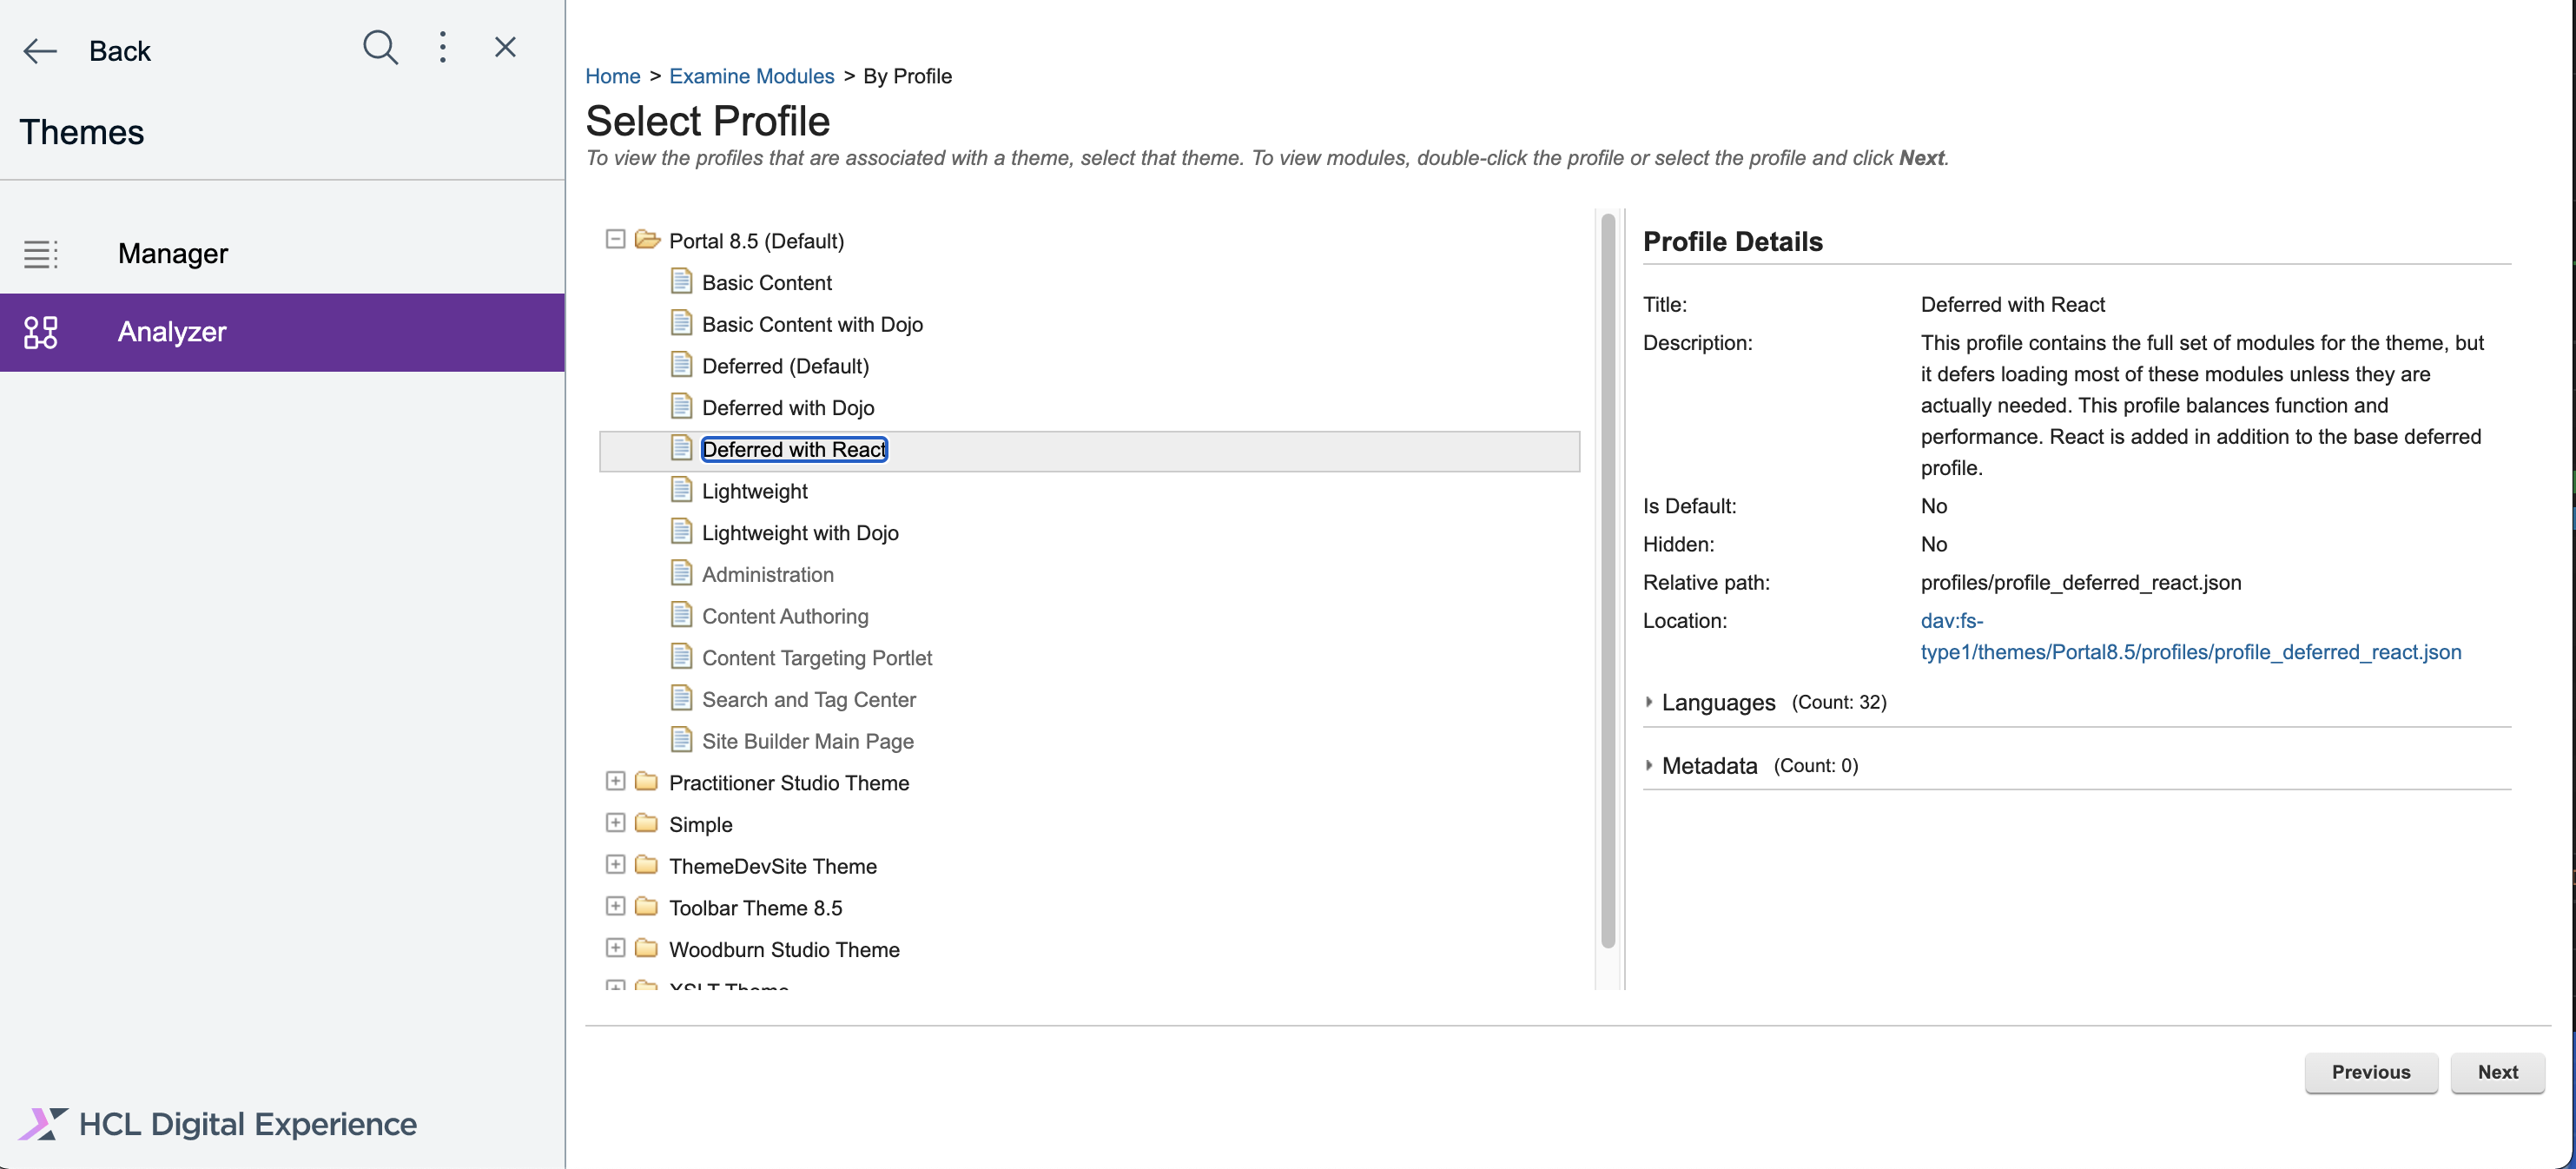 Back
Themes
Manager
Analyzer
HCL Digital Experience
Home > Examine Modules > By Profile
Select Profile
To view the profiles that are associated with a theme, select that theme. To view modules, double-click the profile or select the profile and click Next.
Portal 8.5 (Default)
Basic Content
Basic Content with Dojo
Deferred (Default)
Deferred with Dojo
Deferred with React
Lightweight
Lightweight with Dojo
Administration
Content Authoring
Content Targeting Portlet
Search and Tag Center
Site Builder Main Page
Practitioner Studio Theme
Simple
ThemeDevSite Theme
Toolbar Theme 8.5
Woodburn Studio Theme
XSLT Theme
Profile Details
Title: Deferred with React
Description: This profile contains the full set of modules for the theme, but
it defers loading most of these modules unless they are
actually needed. This profile balances function and
performance. React is added in addition to the base deferred
profile.
Is Default: No
Hidden: No
Relative path: profiles/profile_deferred_react.json
Location: dav:fs-
type1/themes/Portal8.5/profiles/profile_deferred_react.json
Languages (Count: 32)
Metadata (Count: 0)
Previous Next